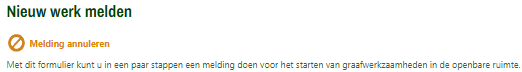 Nieuw werk melden
Melding annuleren
Met dit formulier kunt u in een paar stappen een melding doen voor het starten van graafwerkzaamheden in de openbare ruimte.